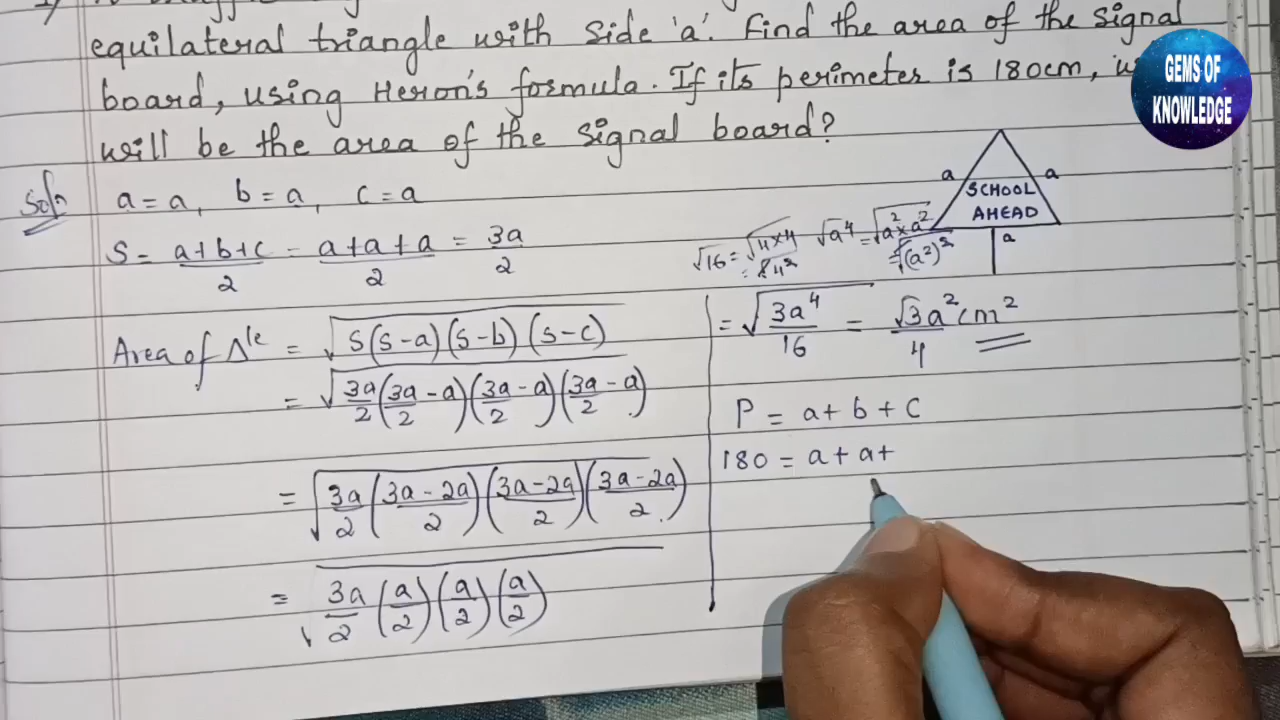 equilateral triangle with side 'a'. Find the area of the signal
board, using Heron's formula. If its perimeter is 180cm,
will be the area of the signal board?
GEMS OF
KNOWLEDGE
Soln
a = a, b = a, c = a
S = a+b+c/2 = a+a+a/2 = 3a/2
a a
SCHOOL
AHEAD
a
√16 = √4×4
√a⁴ = √a²×a²
= √(a²)²
Area of Δle = √S(S-a)(S-b)(S-c)
= √3a/2(3a/2-a)(3a/2-a)(3a/2-a)
= √3a/2(3a-2a/2)(3a-2a/2)(3a-2a/2)
= √3a/2(a/2)(a/2)(a/2)
= √3a⁴/16 = √3a²/4 cm²
P = a+b+c
180 = a+a+